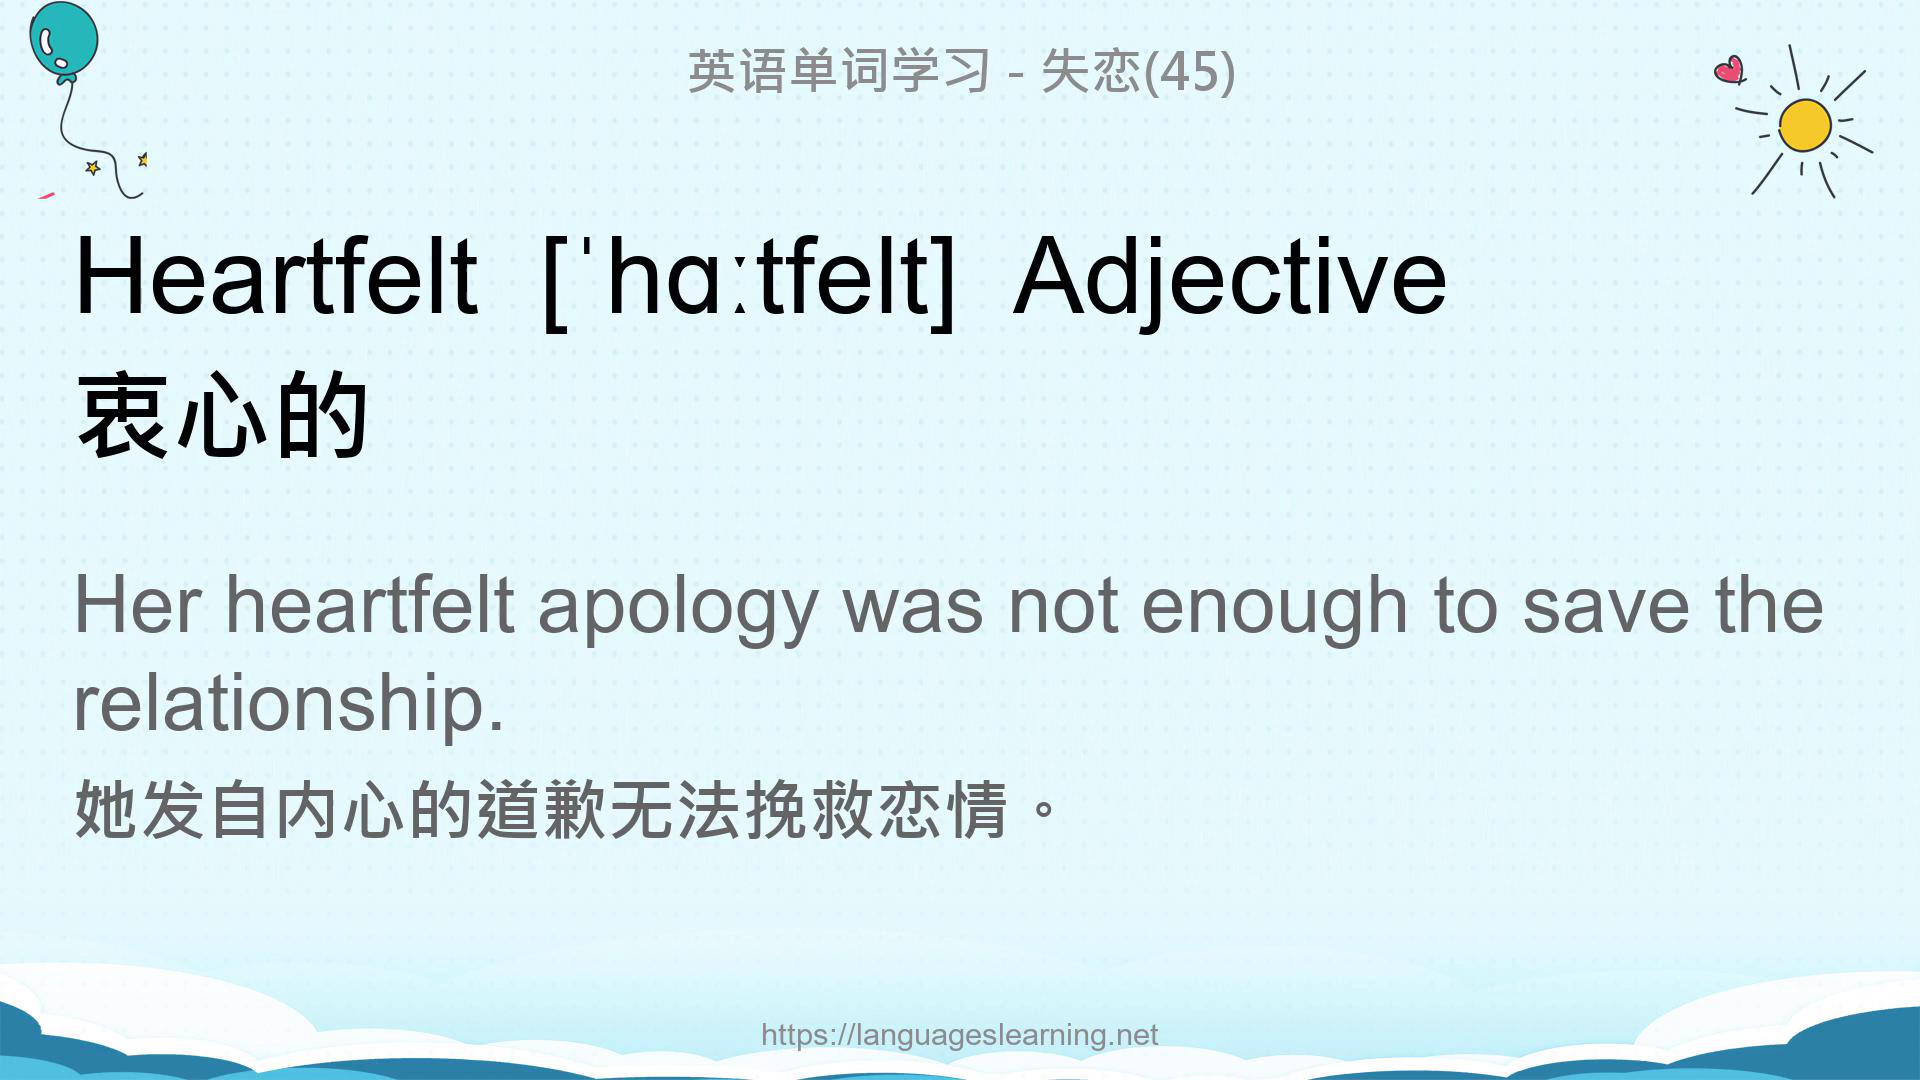 英语单词学习 - 失恋(45)
Heartfelt [ˈhɑːtfelt] Adjective
衷心的
Her heartfelt apology was not enough to save the
relationship.
她发自内心的道歉无法挽救恋情。
https://languageslearning.net